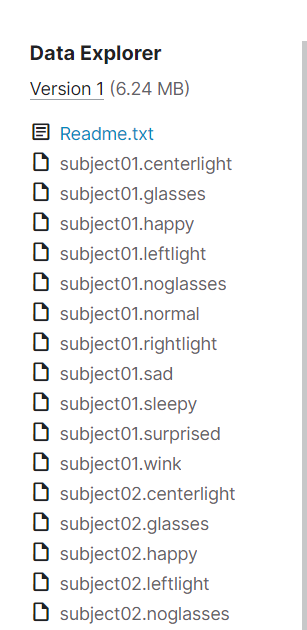 Data Explorer
Version 1 (6.24 MB)
Readme.txt
subject01.centerlight
subject01.glasses
subject01.happy
subject01.leftlight
subject01.noglasses
subject01.normal
subject01.rightlight
subject01.sad
subject01.sleepy
subject01.surprised
subject01.wink
subject02.centerlight
subject02.glasses
subject02.happy
subject02.leftlight
subject02.noglasses